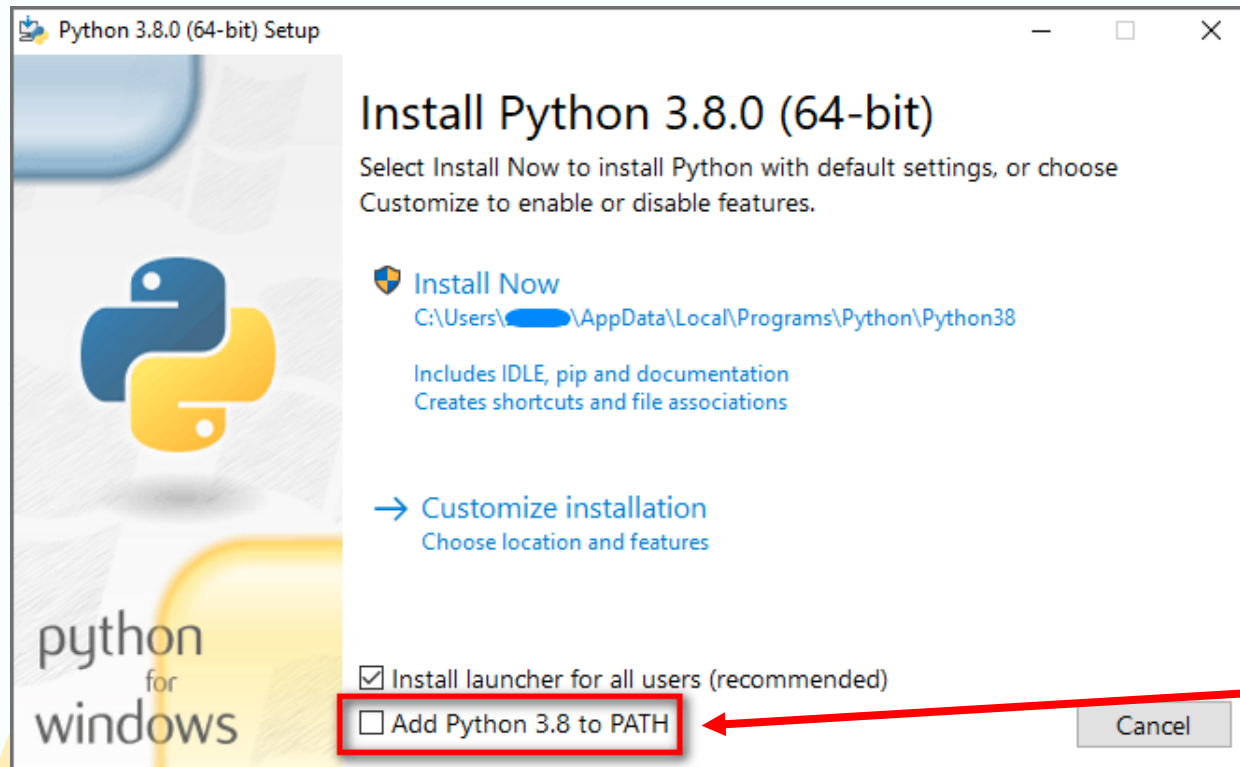 Python 3.8.0 (64-bit) Setup
Install Python 3.8.0 (64-bit)
Select Install Now to install Python with default settings, or choose
Customize to enable or disable features.
Install Now
C:\Users\ \AppData\Local\Programs\Python\Python38
Includes IDLE, pip and documentation
Creates shortcuts and file associations
Customize installation
Choose location and features
python
for
windows
Install launcher for all users (recommended)
Add Python 3.8 to PATH
Cancel